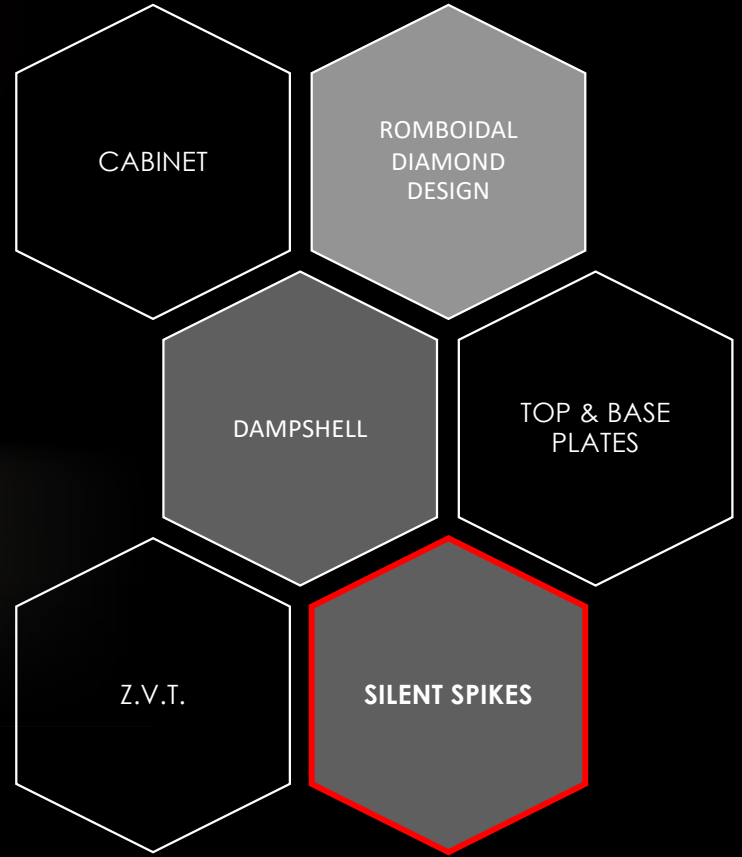 CABINET
ROMBOIDAL
DIAMOND
DESIGN
DAMPSHELL
TOP & BASE
PLATES
Z.V.T.
SILENT SPIKES